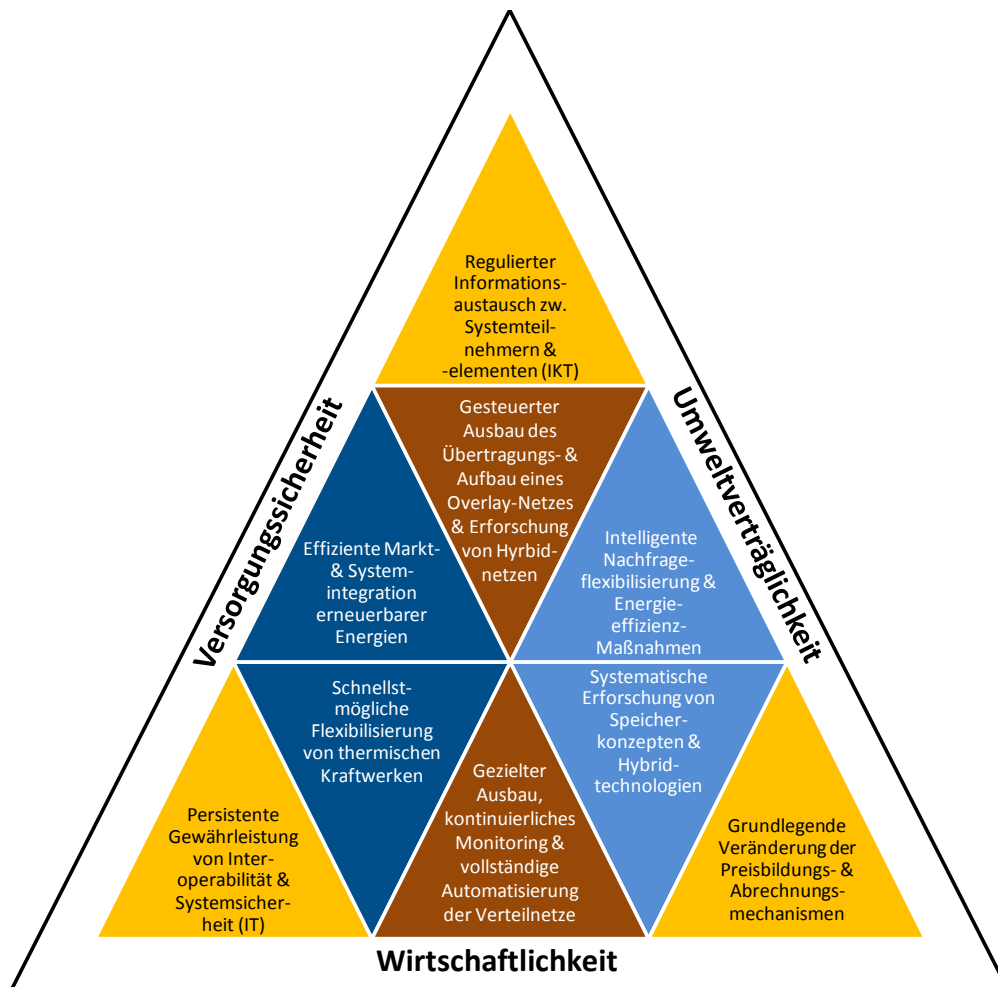 Regulierter
Informations-
austausch zw.
Systemteil-
nehmern &
-elementen (IKT)
Versorgungssicherheit
Umweltverträglichkeit
Gesteuerter
Ausbau des
Übertragungs- &
Aufbau eines
Overlay-Netzes
& Erforschung
von Hyrbid-
netzen
Effiziente Markt-
& System-
integration
erneuerbarer
Energien
Intelligente
Nachfrage-
flexibilisierung &
Energie-
effizienz-
Maßnahmen
Schnellst-
mögliche
Flexibilisierung
von thermischen
Kraftwerken
Systematische
Erforschung von
Speicher-
konzepten &
Hybrid-
technologien
Persistente
Gewährleistung
von Inter-
operabilität &
Systemsicher-
heit (IT)
Gezielter
Ausbau,
kontinuierliches
Monitoring &
vollständige
Automatisierung
der Verteilnetze
Grundlegende
Veränderung der
Preisbildungs- &
Abrechnungs-
mechanismen
Wirtschaftlichkeit